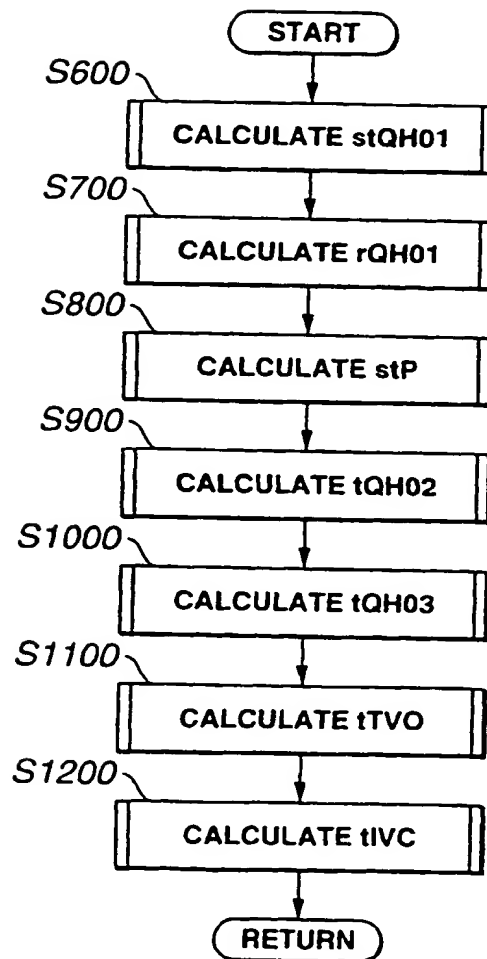 START
S600
CALCULATE stQH01
S700
CALCULATE rQH01
S800
CALCULATE stP
S900
CALCULATE tQH02
S1000
CALCULATE tQH03
S1100
CALCULATE tTVO
S1200
CALCULATE tIVC
RETURN